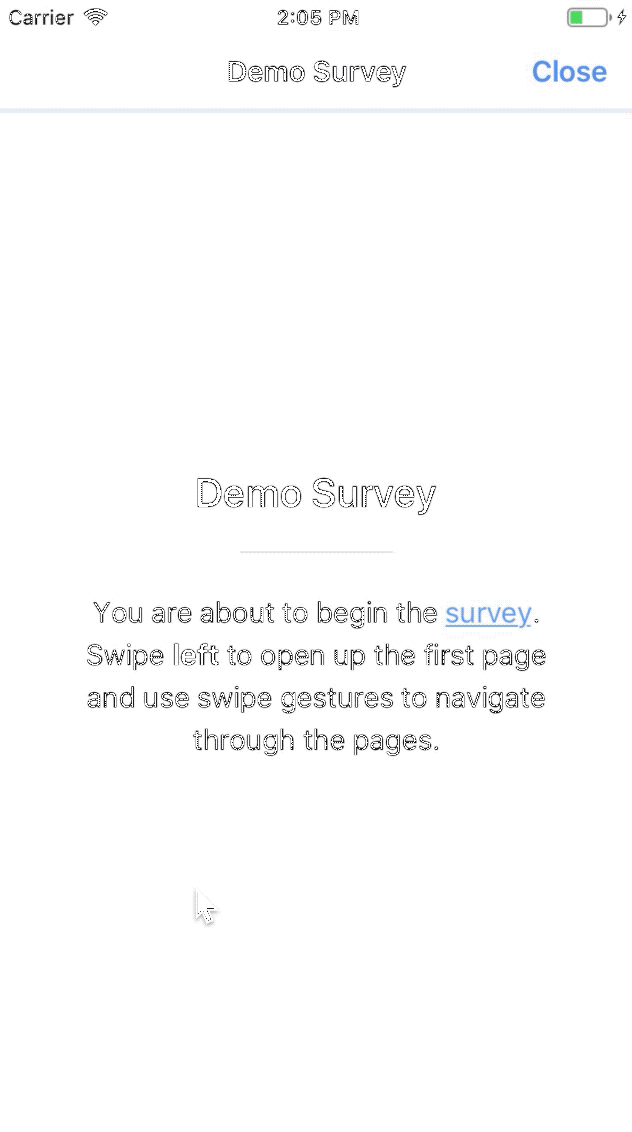 Carrier 2:05 PM
Demo Survey Close
Demo Survey
You are about to begin the survey.
Swipe left to open up the first page
and use swipe gestures to navigate
through the pages.